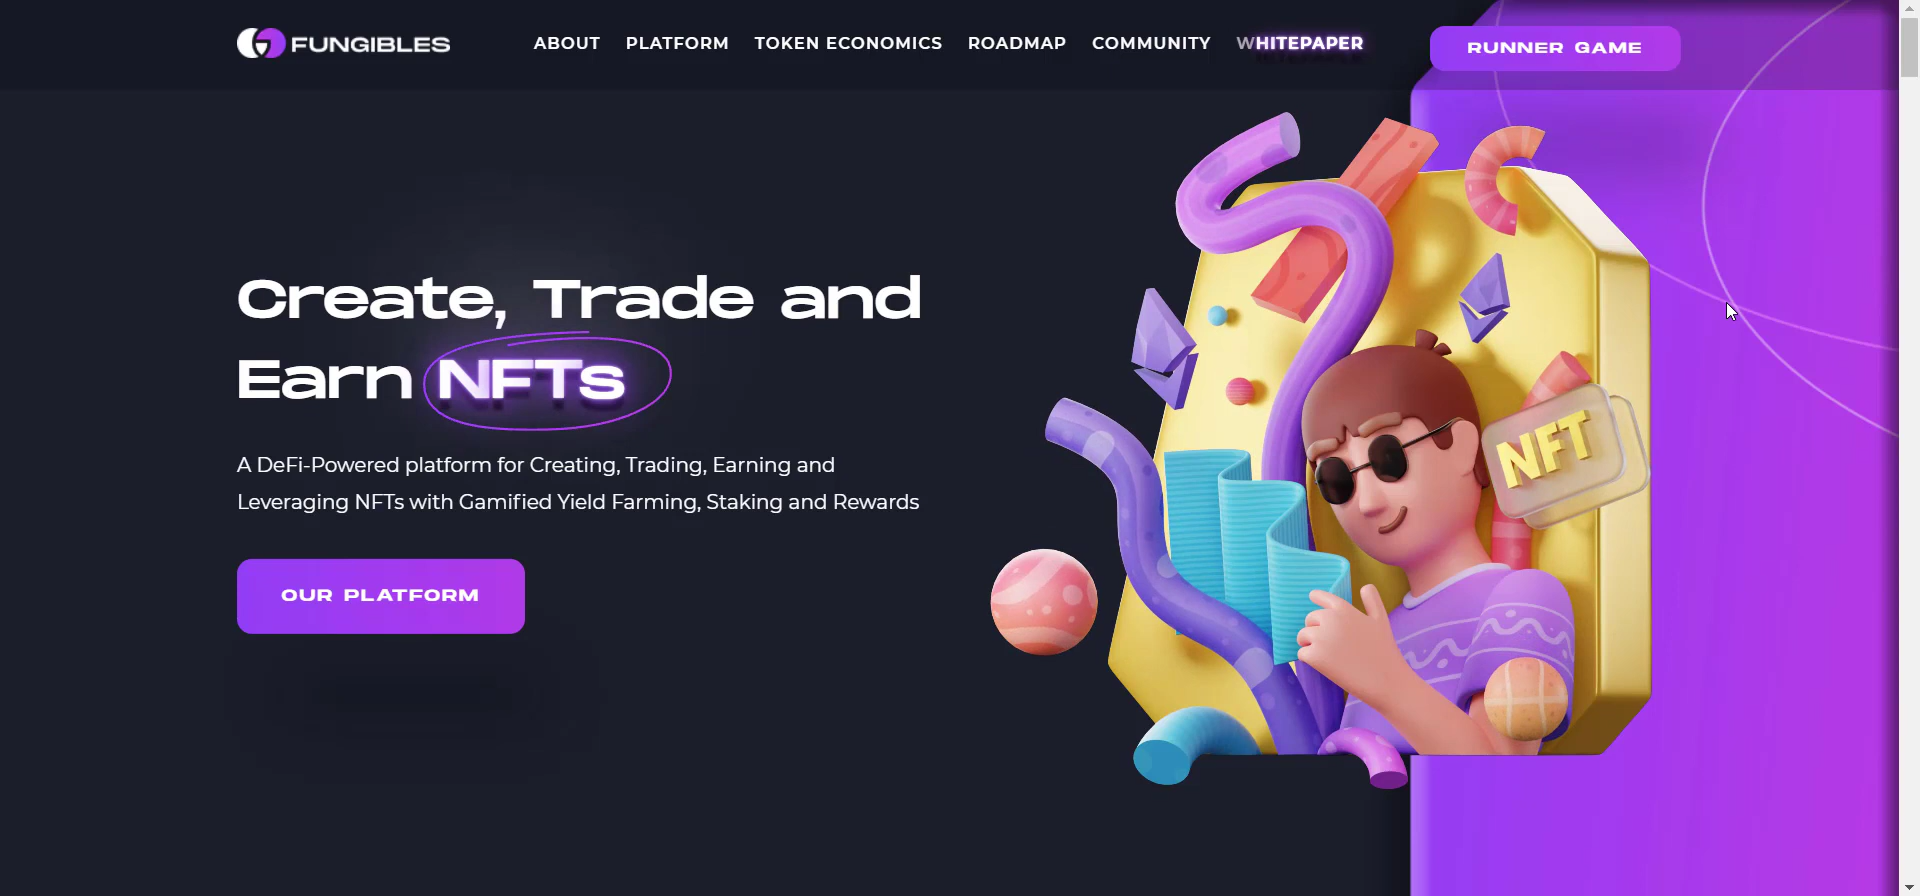 FUNGIBLES
ABOUT PLATFORM TOKEN ECONOMICS ROADMAP COMMUNITY WHITEPAPER
RUNNER GAME
Create, Trade and
Earn NFTs
A DeFi-Powered platform for Creating, Trading, Earning and
Leveraging NFTs with Gamified Yield Farming, Staking and Rewards
OUR PLATFORM
NFT